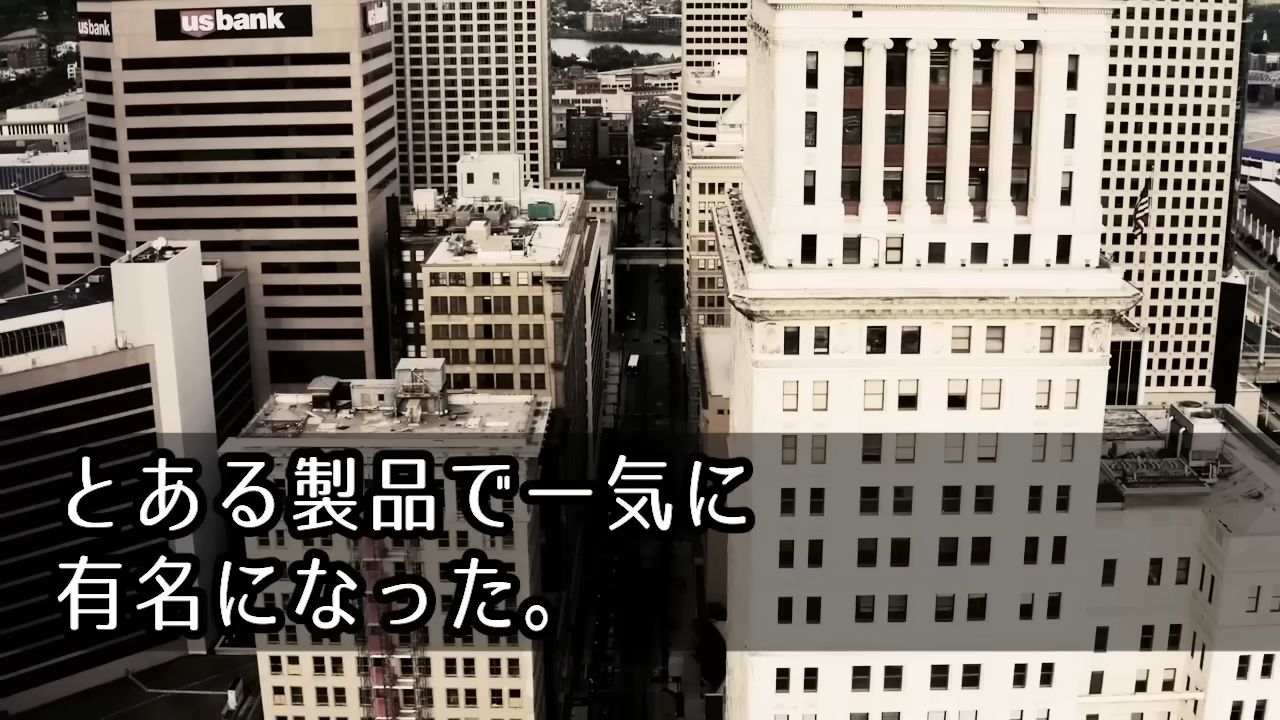 usbank
usbank
とある製品で一気に
有名になった。